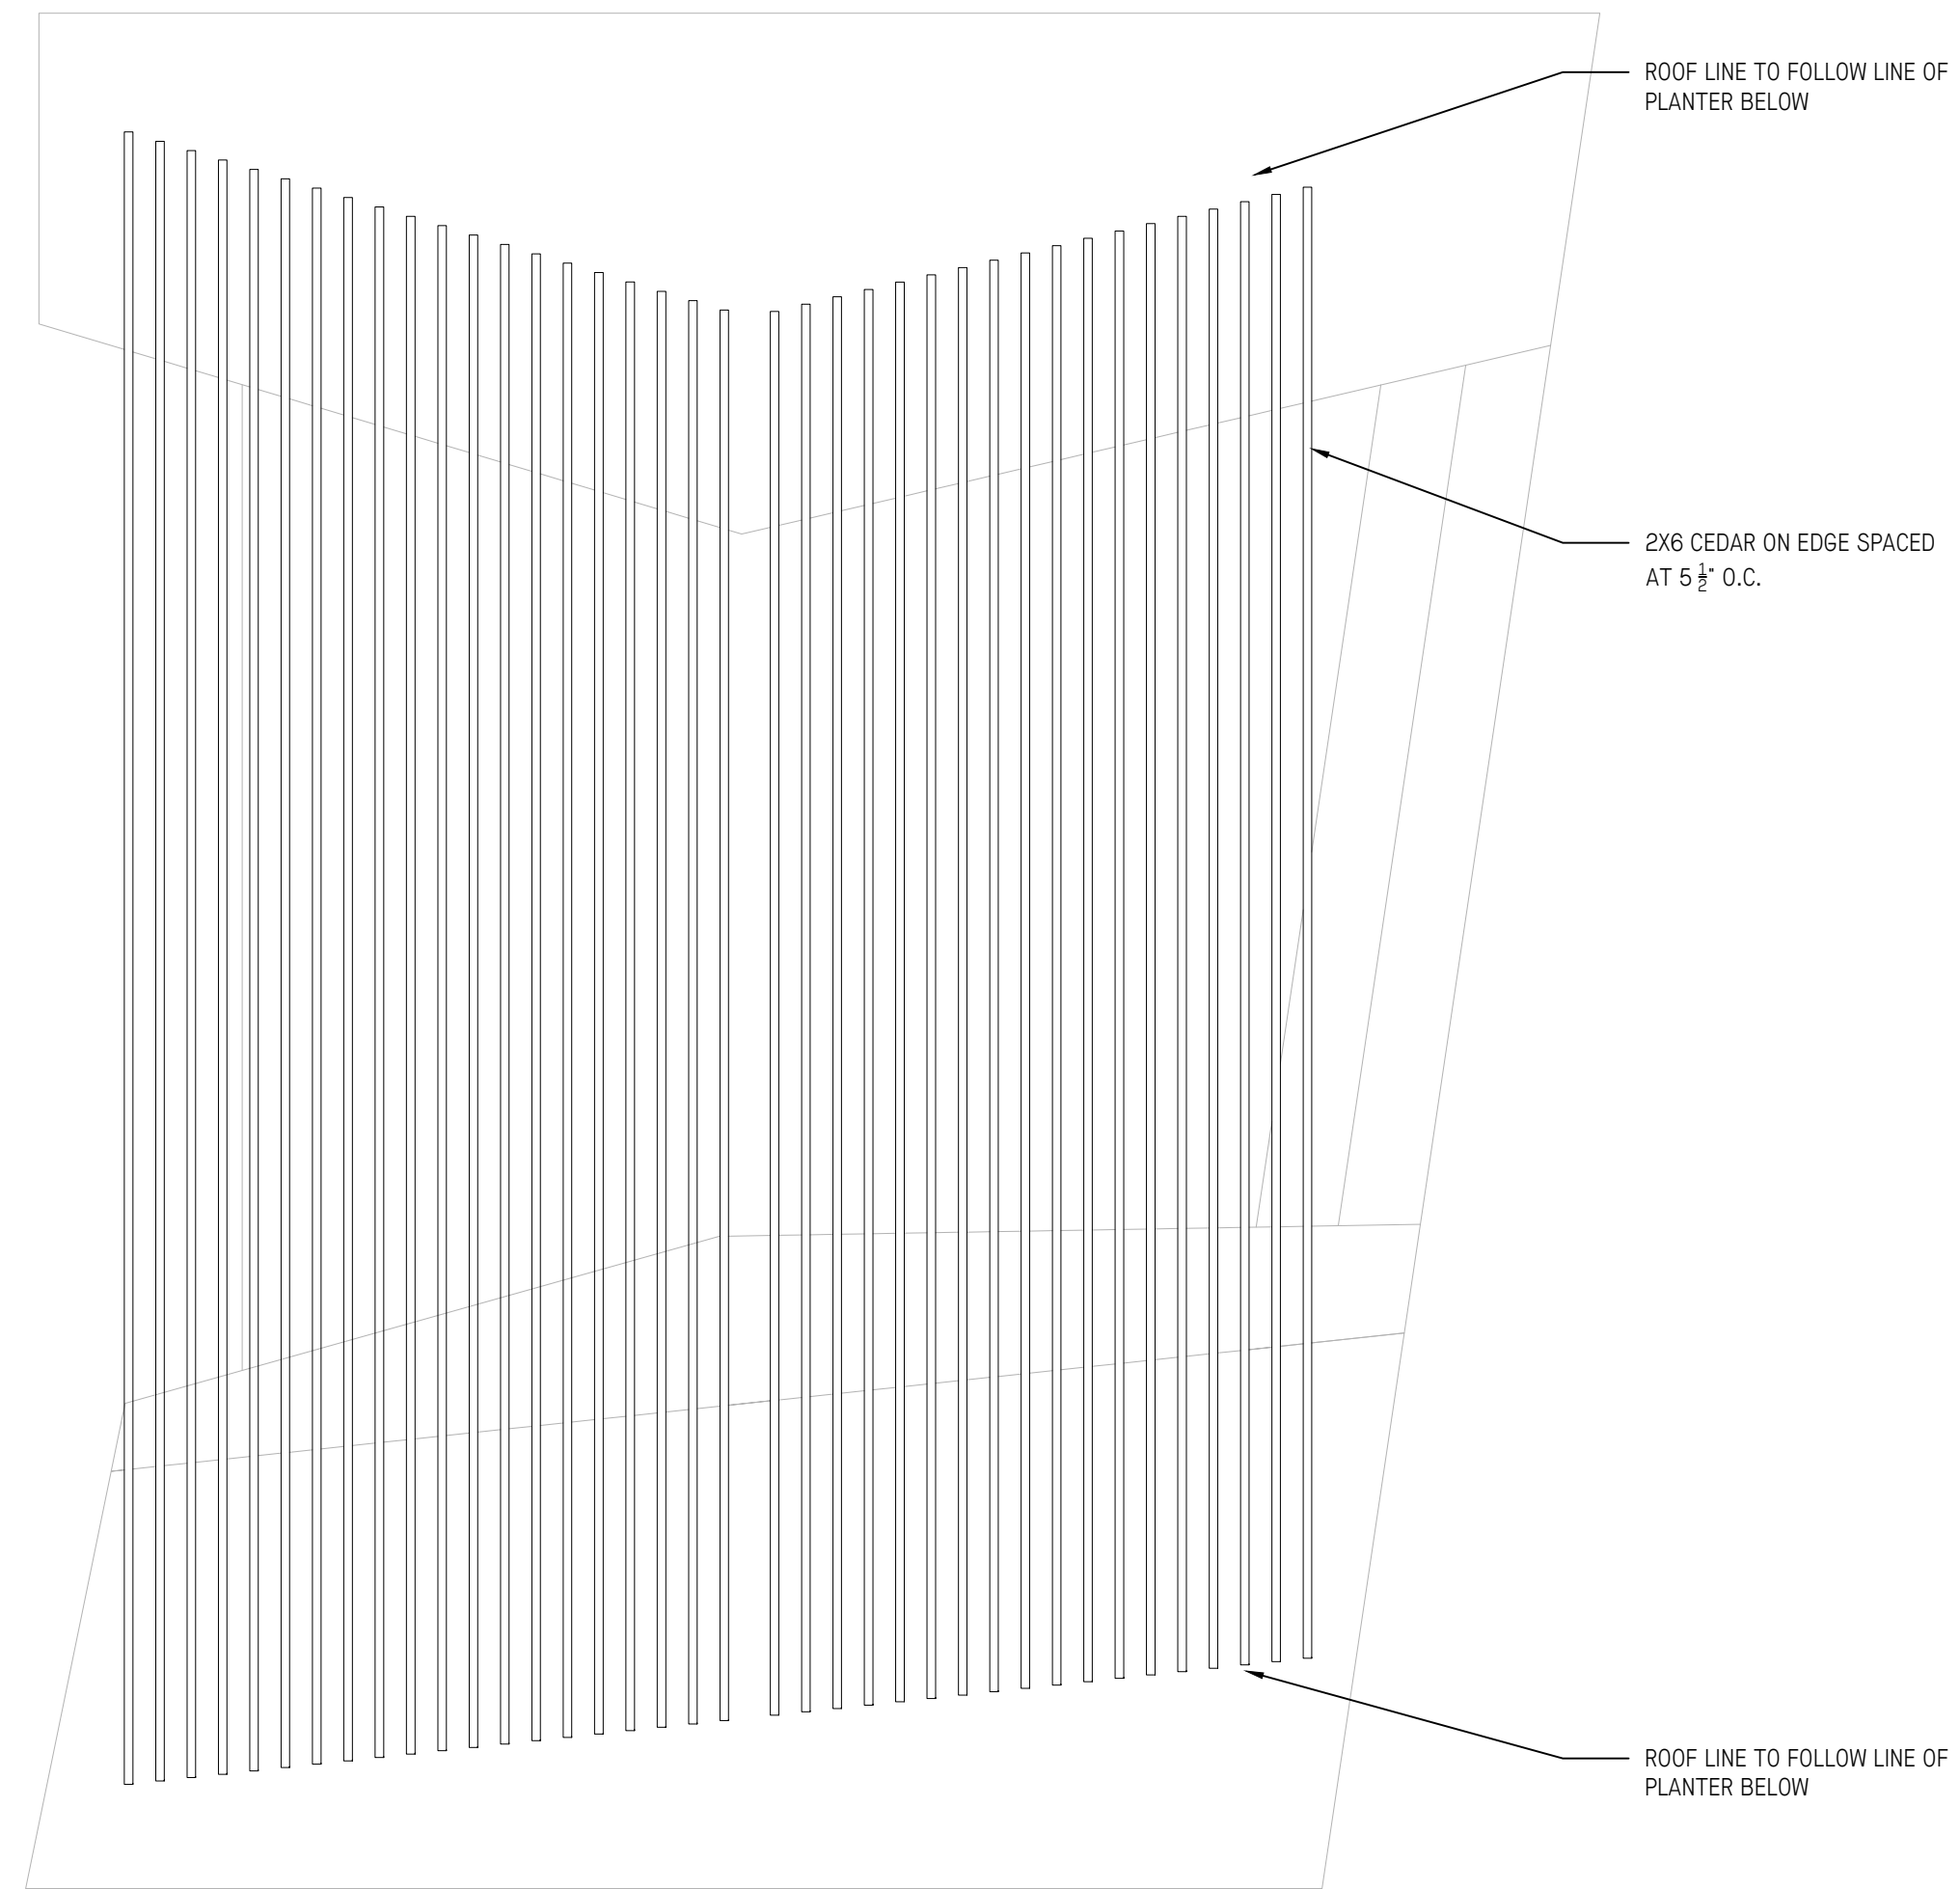 ROOF LINE TO FOLLOW LINE OF
PLANTER BELOW
2X6 CEDAR ON EDGE SPACED
AT 5 1/2" O.C.
ROOF LINE TO FOLLOW LINE OF
PLANTER BELOW